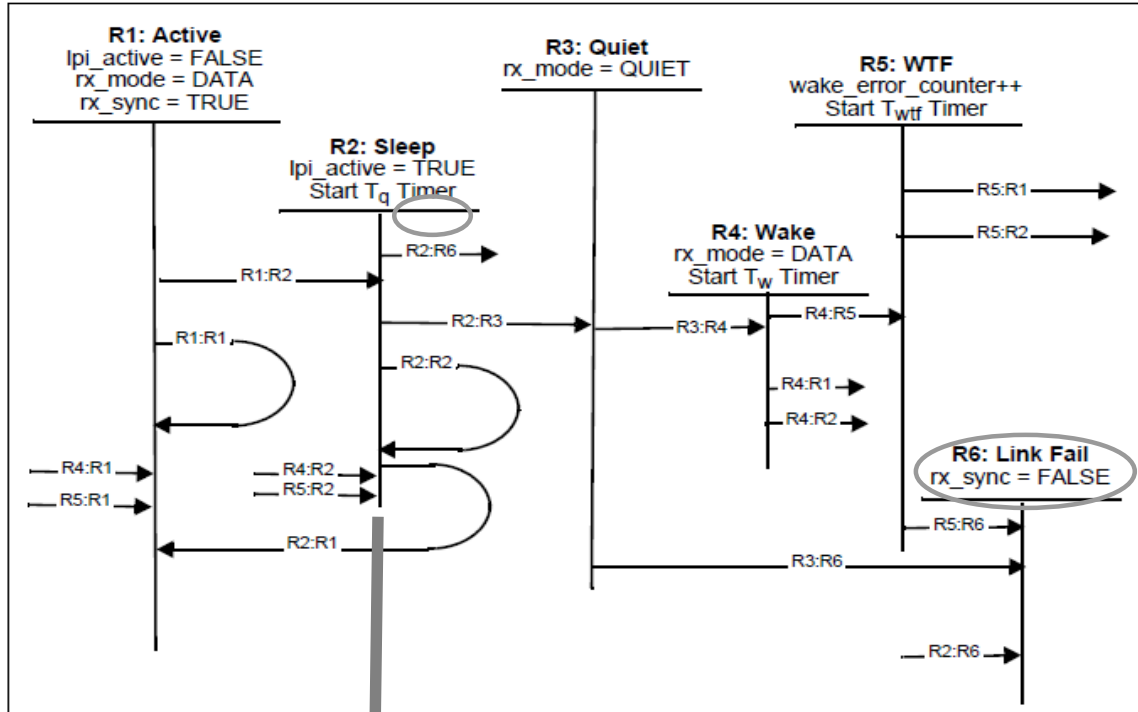 R1: Active
lpi_active = FALSE
rx_mode = DATA
rx_sync = TRUE
R2: Sleep
lpi_active = TRUE
Start Tq Timer
R3: Quiet
rx_mode = QUIET
R4: Wake
rx_mode = DATA
Start Tw Timer
R5: WTF
wake_error_counter++
Start Twtf Timer
R6: Link Fail
rx_sync = FALSE
R5:R1
R5:R2
R2:R6
R1:R2
R2:R3
R3:R4
R4:R5
R1:R1
R2:R2
R4:R1
R4:R2
R4:R1
R4:R2
R5:R1
R5:R2
R5:R6
R2:R1
R3:R6
R2:R6